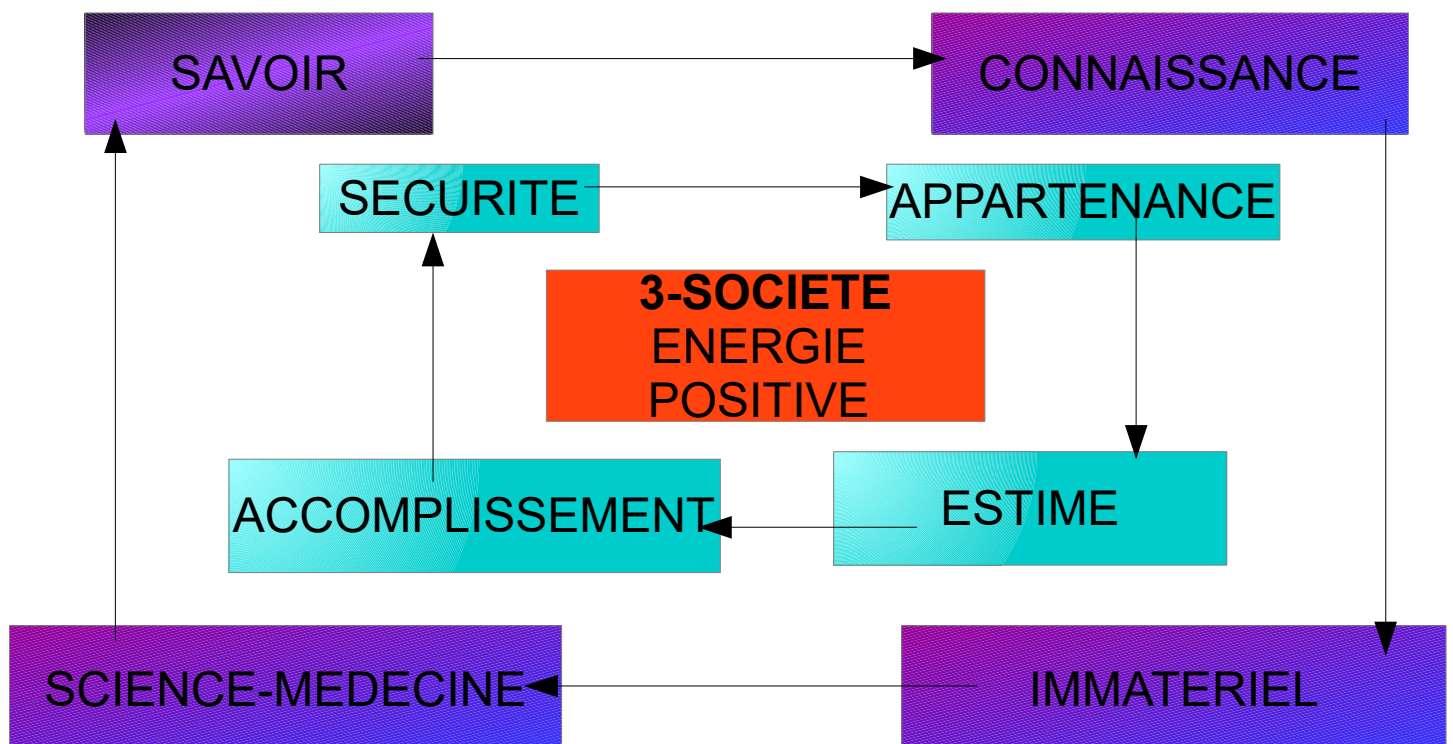 SAVOIR
CONNAISSANCE
SECURITE
APPARTENANCE
3-SOCIETE
ENERGIE
POSITIVE
ACCOMPLISSEMENT
ESTIME
SCIENCE-MEDECINE
IMMATERIEL